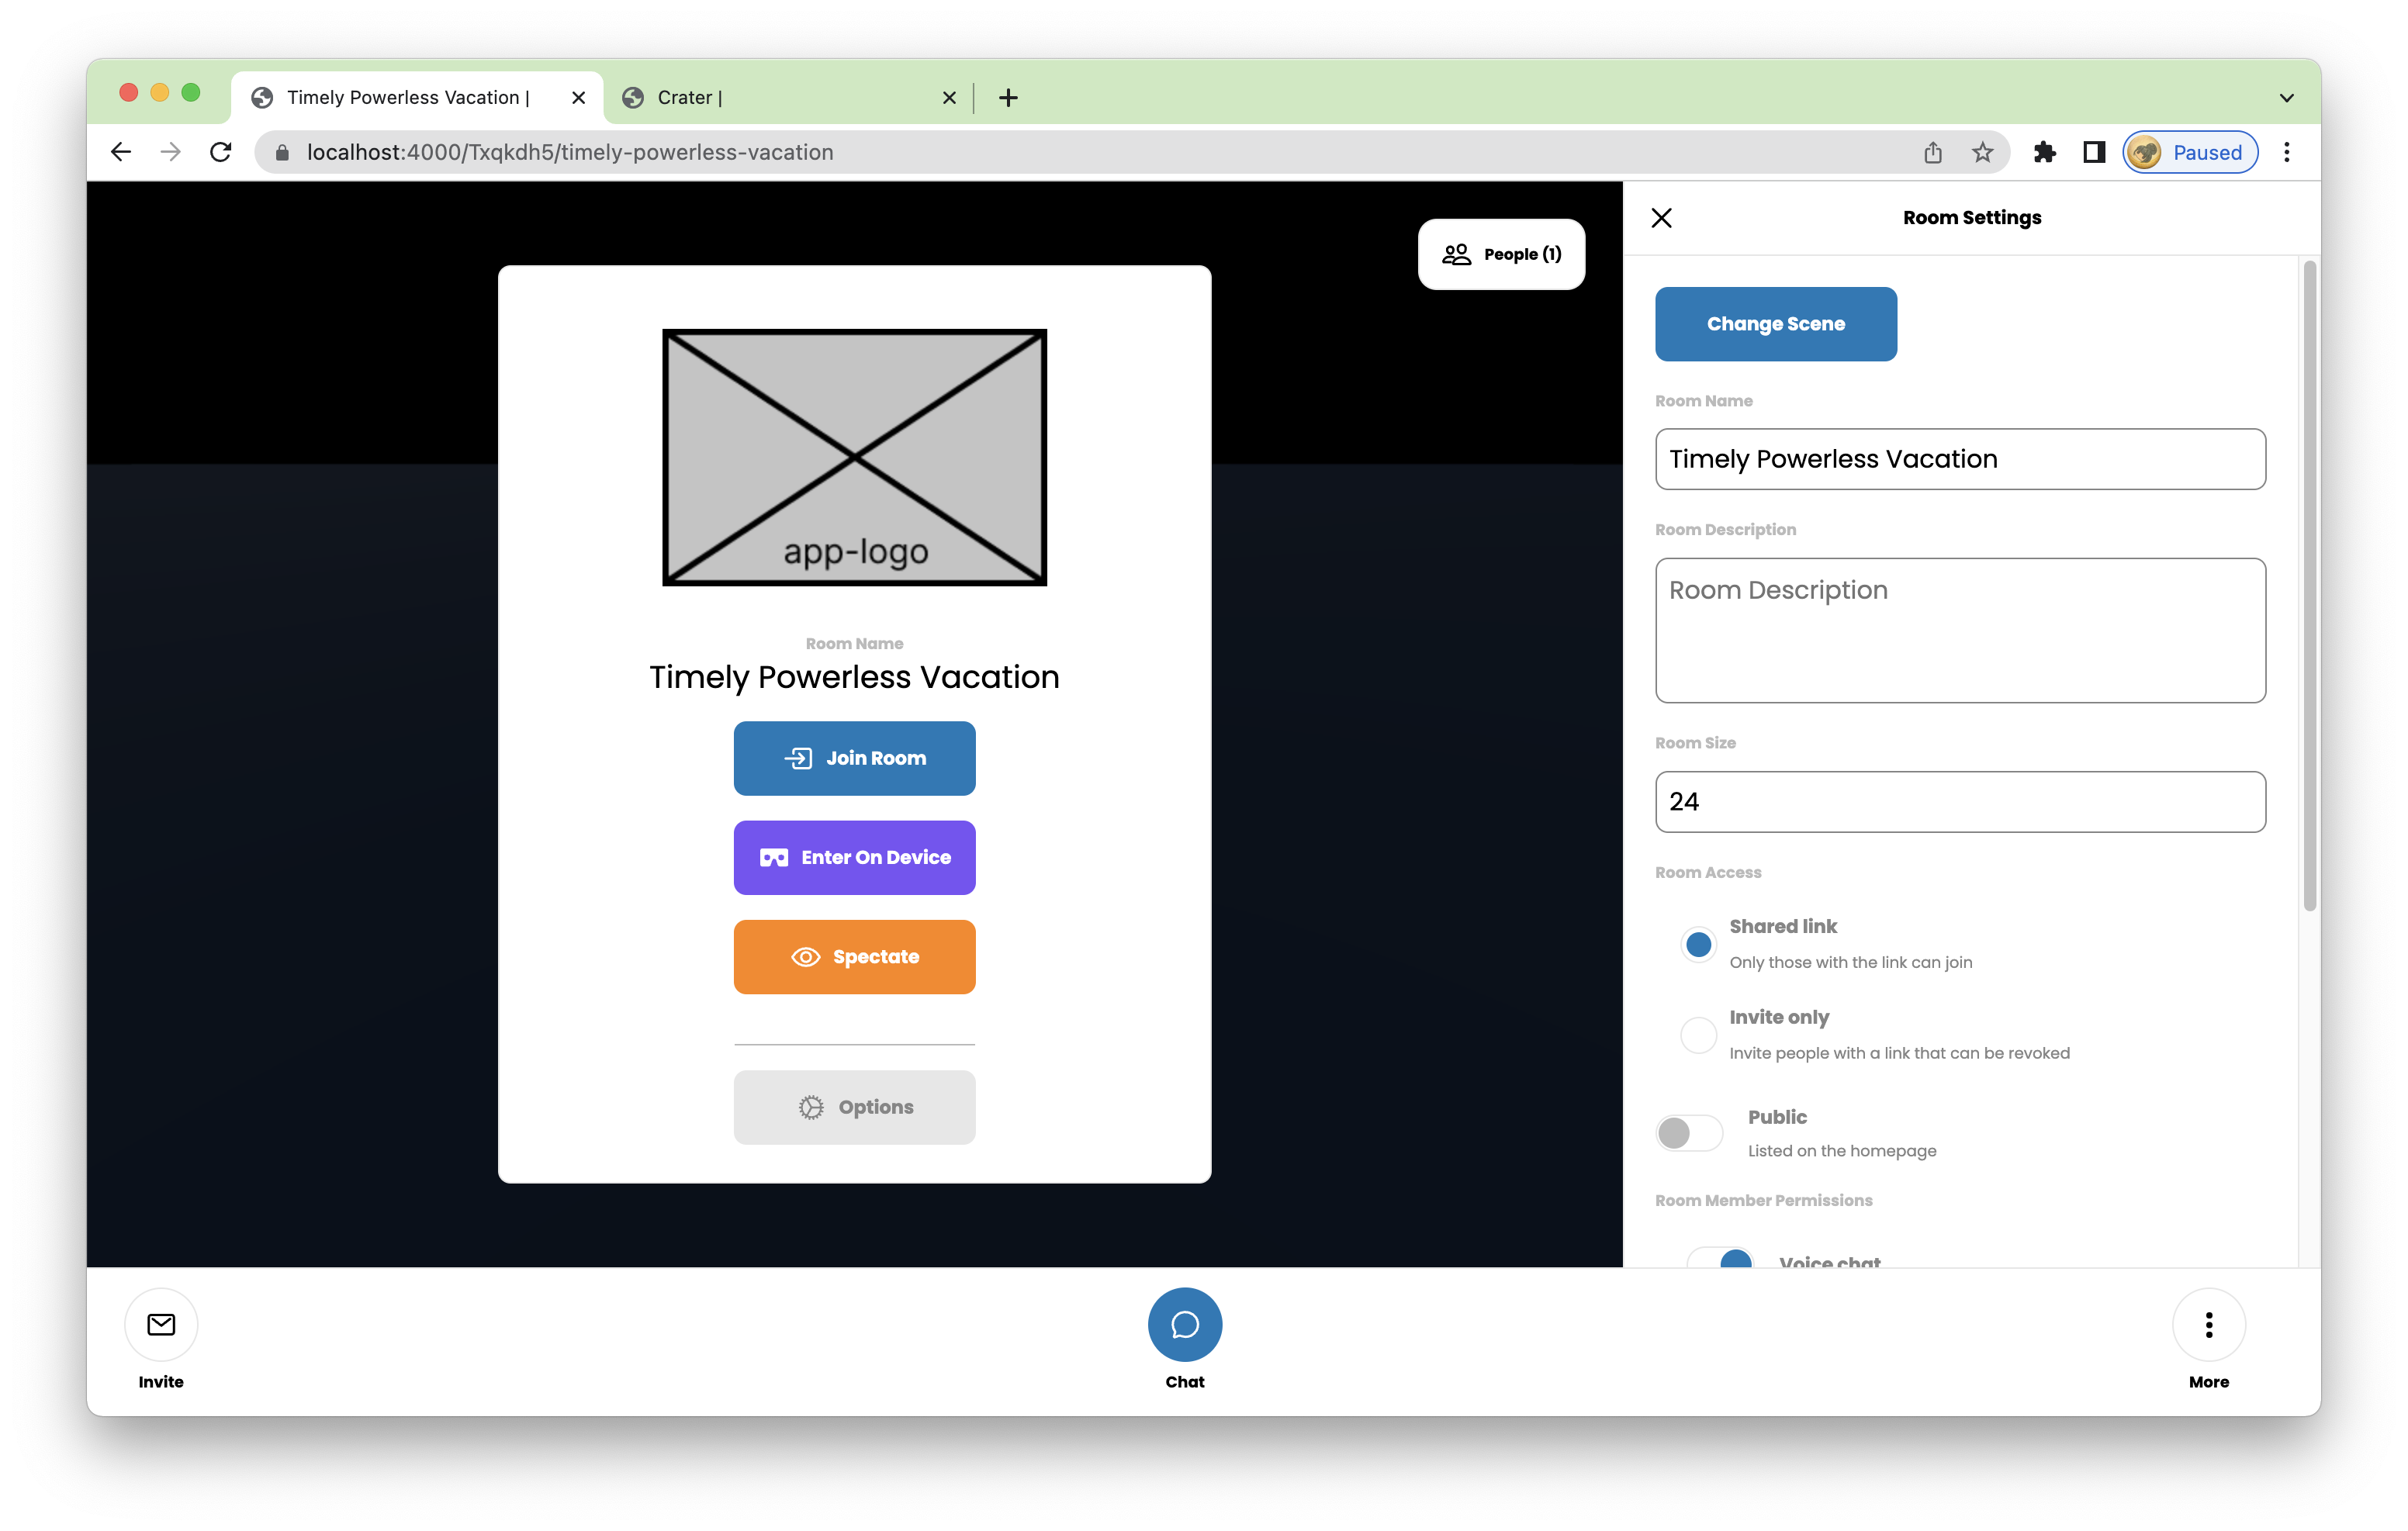 Timely Powerless Vacation |
Crater |
localhost:4000/Txqkdh5/timely-powerless-vacation
Paused
People (1)
app-logo
Room Name
Timely Powerless Vacation
Join Room
Enter On Device
Spectate
Options
Room Settings
Change Scene
Room Name
Timely Powerless Vacation
Room Description
Room Description
Room Size
24
Room Access
Shared link
Only those with the link can join
Invite only
Invite people with a link that can be revoked
Public
Listed on the homepage
Room Member Permissions
Voice chat
Invite
Chat
More